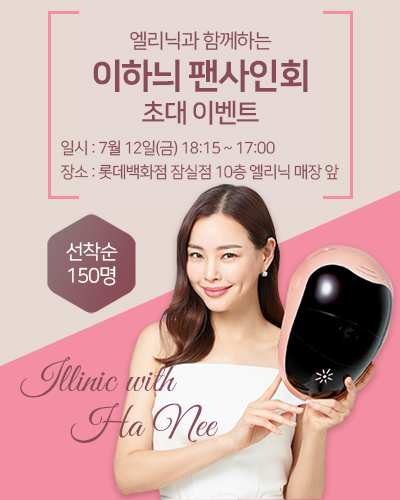 엘리닉과 함께하는
이하늬 팬사인회
초대 이벤트
일시 : 7월 12일(금) 18:15 ~ 17:00
장소 : 롯데백화점 잠실점 10층 엘리닉 매장 앞
선착순
150명
Illinic with
Ha Nee